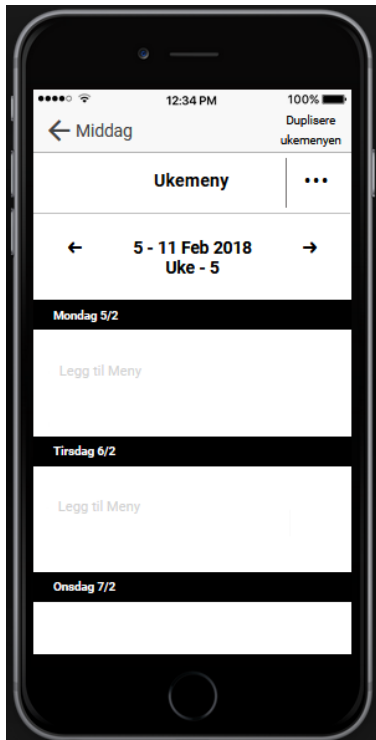 12:34 PM
100%
Middag
Duplisere
ukemenyen
Ukemeny
5 - 11 Feb 2018
Uke - 5
Mondag 5/2
Legg til Meny
Tirsdag 6/2
Legg til Meny
Onsdag 7/2